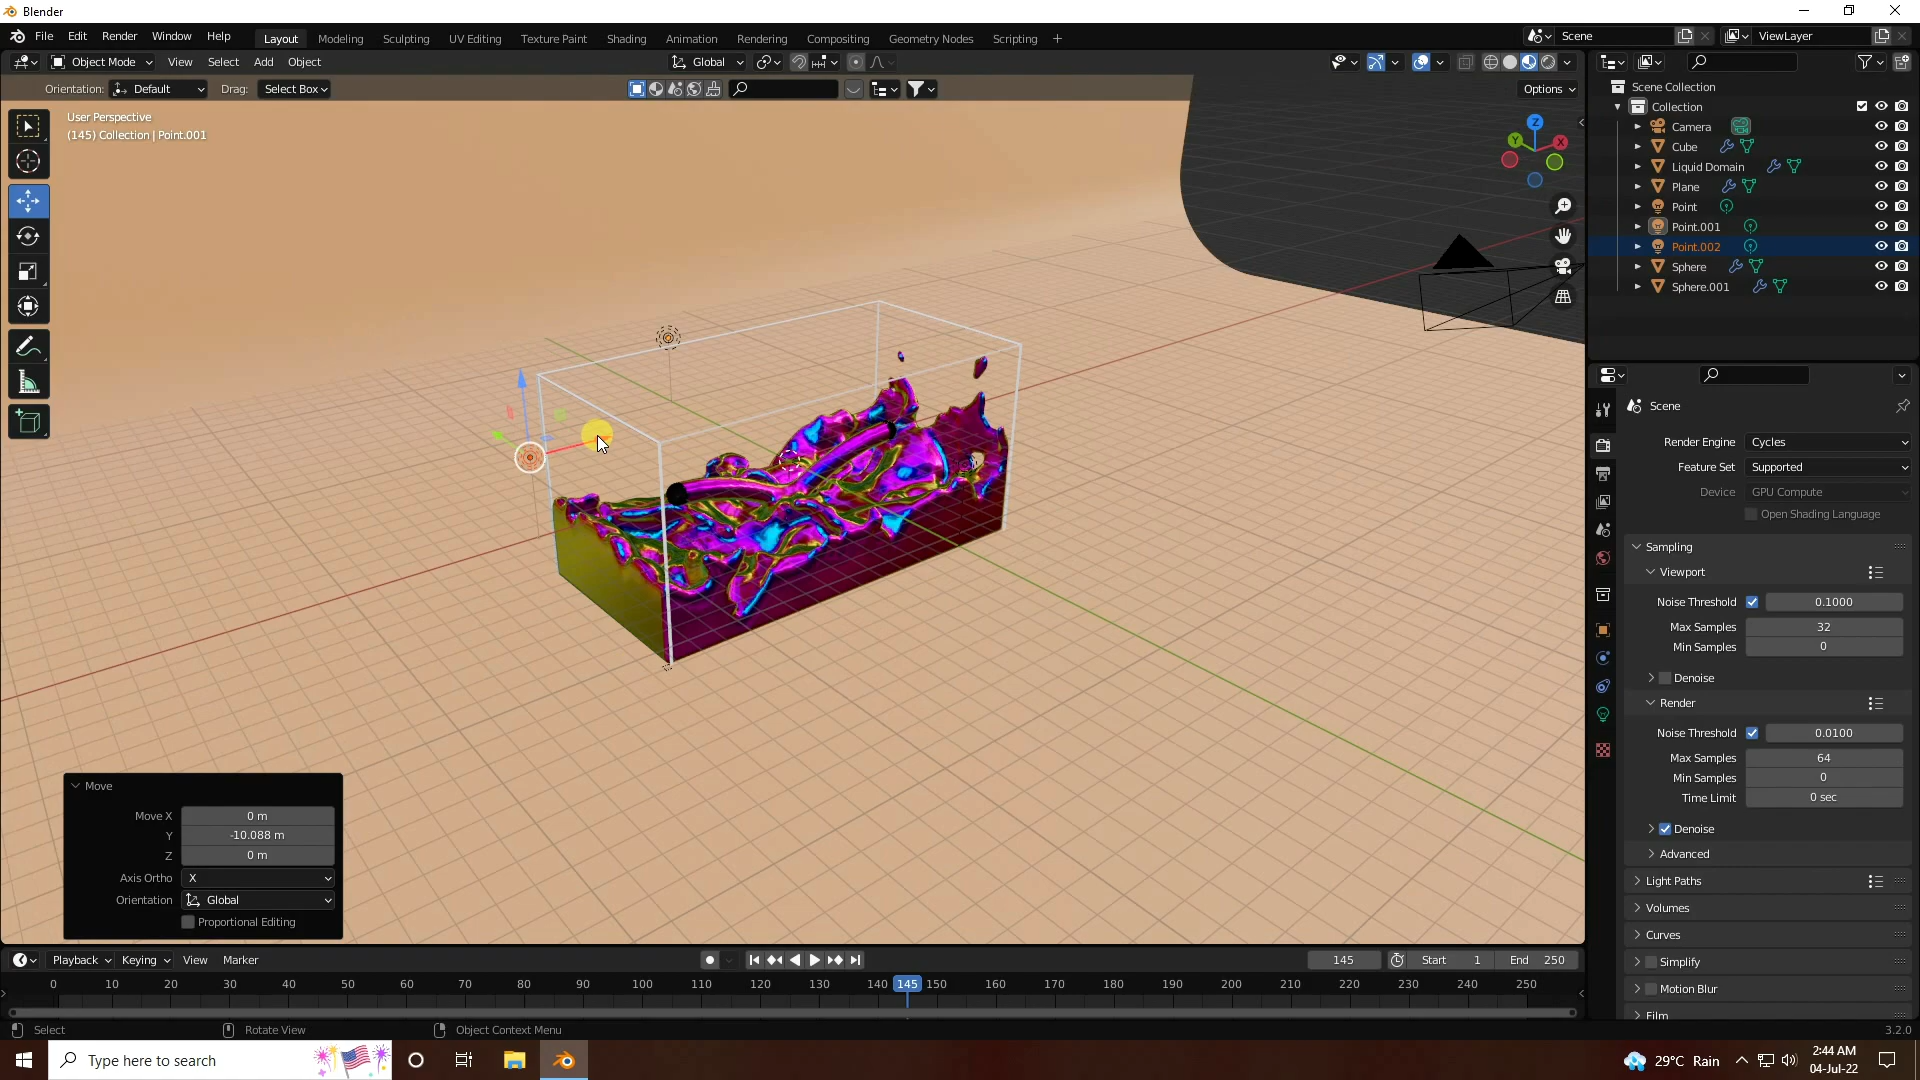 Blender
File Edit Render Window Help Layout Modeling Sculpting UV Editing Texture Paint Shading Animation Rendering Compositing Geometry Nodes Scripting + Scene ViewLayer
Object Mode View Select Add Object Global
Orientation: Default Drag: Select Box Options
User Perspective
(145) Collection | Point.001
Z
Y
X
Scene Collection
Collection
Camera
Cube
Liquid Domain
Plane
Point
Point.001
Point.002
Sphere
Sphere.001
Scene
Render Engine Cycles
Feature Set Supported
Device GPU Compute
Open Shading Language
Sampling
Viewport
Noise Threshold 0.1000
Max Samples 32
Min Samples 0
Denoise
Render
Noise Threshold 0.0100
Max Samples 64
Min Samples 0
Time Limit 0 sec
Denoise
Advanced
Light Paths
Volumes
Curves
Simplify
Motion Blur
Film
Move
Move X 0 m
Y -10.088 m
Z 0 m
Axis Ortho X
Orientation Global
Proportional Editing
Playback Keying View Marker 145 Start 1 End 250
0 10 20 30 40 50 60 70 80 90 100 110 120 130 140 145 150 160 170 180 190 200 210 220 230 240 250
Select Rotate View Object Context Menu 3.2.0
Type here to search 29°C Rain 2:44 AM
04-Jul-22